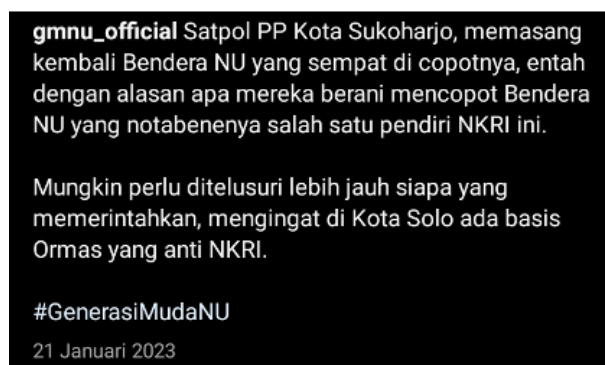 gmnu_official Satpol PP Kota Sukoharjo, memasang
kembali Bendera NU yang sempat di copotnya, entah
dengan alasan apa mereka berani mencopot Bendera
NU yang notabenenya salah satu pendiri NKRI ini.
Mungkin perlu ditelusuri lebih jauh siapa yang
memerintahkan, mengingat di Kota Solo ada basis
Ormas yang anti NKRI.
#GenerasiMudaNU
21 Januari 2023